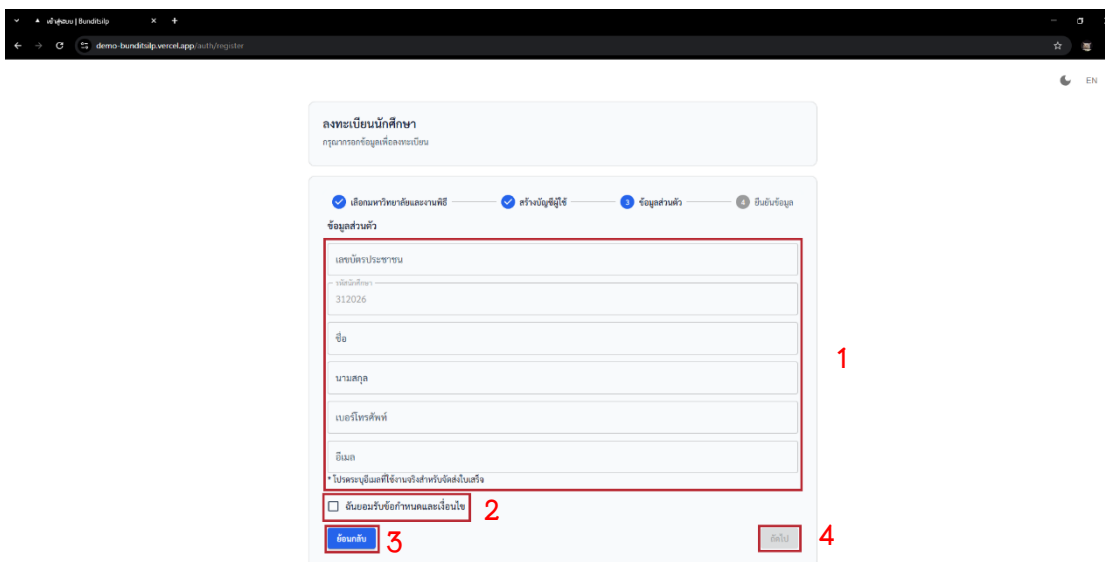 เข้าสู่ระบบ | Bunditsilp
demo-bunditsilp.vercel.app/auth/register
EN
ลงทะเบียนนักศึกษา
กรุณากรอกข้อมูลเพื่อลงทะเบียน
เลือกมหาวิทยาลัยและงานพิธี สร้างบัญชีผู้ใช้ 3 ข้อมูลส่วนตัว 4 ยืนยันข้อมูล
ข้อมูลส่วนตัว
เลขบัตรประชาชน
รหัสนักศึกษา
312026
ชื่อ
1
นามสกุล
เบอร์โทรศัพท์
อีเมล
* โปรดระบุอีเมลที่ใช้งานจริงสำหรับจัดส่งใบเสร็จ
ฉันยอมรับข้อกำหนดและเงื่อนไข 2
ย้อนกลับ 3 ถัดไป 4